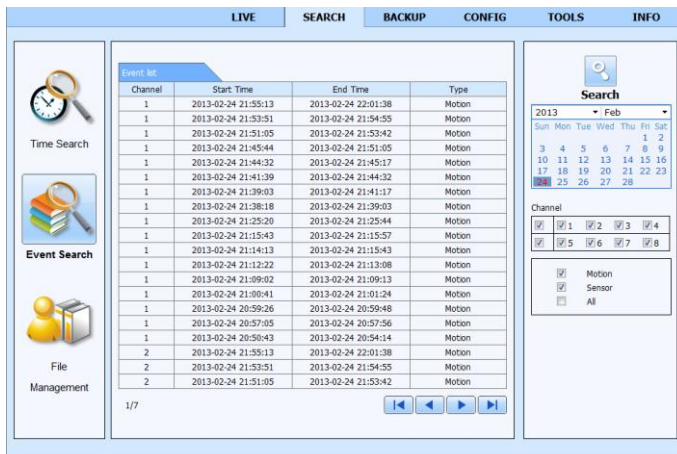 LIVE SEARCH BACKUP CONFIG TOOLS INFO
Time Search
Event Search
File
Management
Event list
Channel Start Time End Time Type
1 2013-02-24 21:55:13 2013-02-24 22:01:38 Motion
1 2013-02-24 21:53:51 2013-02-24 21:54:55 Motion
1 2013-02-24 21:51:05 2013-02-24 21:53:42 Motion
1 2013-02-24 21:45:44 2013-02-24 21:51:05 Motion
1 2013-02-24 21:44:32 2013-02-24 21:45:17 Motion
1 2013-02-24 21:41:39 2013-02-24 21:44:32 Motion
1 2013-02-24 21:39:03 2013-02-24 21:41:17 Motion
1 2013-02-24 21:38:18 2013-02-24 21:39:03 Motion
1 2013-02-24 21:25:20 2013-02-24 21:25:44 Motion
1 2013-02-24 21:15:43 2013-02-24 21:15:57 Motion
1 2013-02-24 21:14:13 2013-02-24 21:15:43 Motion
1 2013-02-24 21:12:22 2013-02-24 21:13:08 Motion
1 2013-02-24 21:09:02 2013-02-24 21:09:13 Motion
1 2013-02-24 21:00:41 2013-02-24 21:01:24 Motion
1 2013-02-24 20:59:26 2013-02-24 20:59:48 Motion
1 2013-02-24 20:57:05 2013-02-24 20:57:56 Motion
1 2013-02-24 20:50:43 2013-02-24 20:54:14 Motion
2 2013-02-24 21:55:13 2013-02-24 22:01:38 Motion
2 2013-02-24 21:53:51 2013-02-24 21:54:55 Motion
2 2013-02-24 21:51:05 2013-02-24 21:53:42 Motion
1/7
Search
2013 Feb
Sun Mon Tue Wed Thu Fri Sat
1 2
3 4 5 6 7 8 9
10 11 12 13 14 15 16
17 18 19 20 21 22 23
24 25 26 27 28
Channel
1 2 3 4
5 6 7 8
Motion
Sensor
All